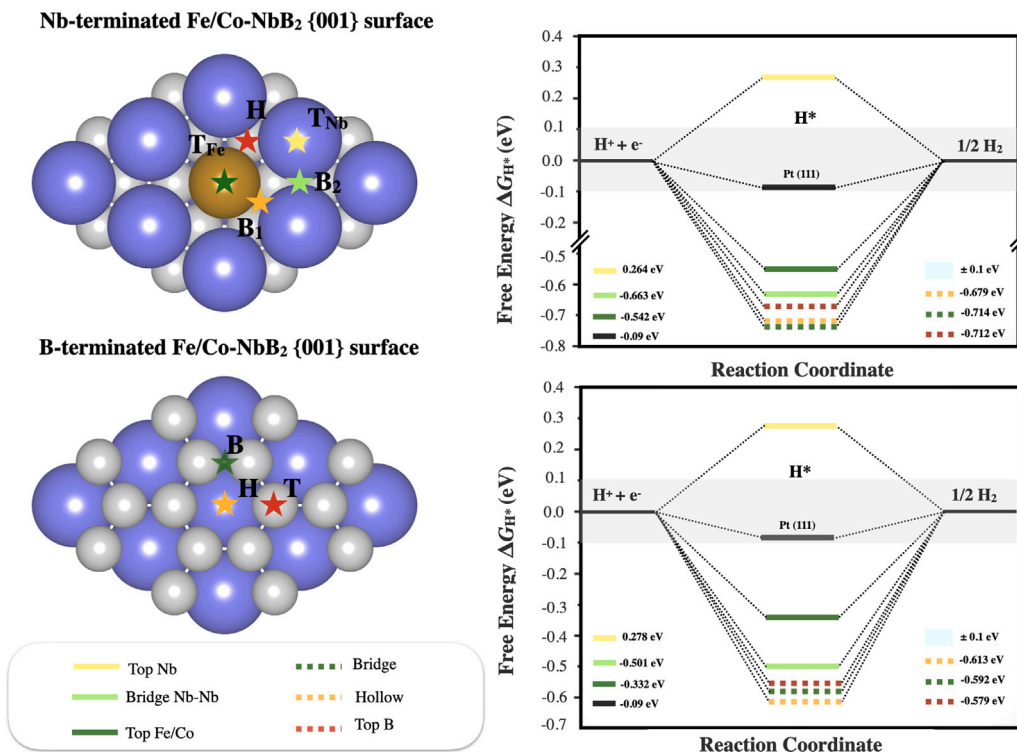 Nb-terminated Fe/Co-NbB₂ {001} surface
H
T_Nb
T_Fe
B₂
B₁
B-terminated Fe/Co-NbB₂ {001} surface
B
H T
Top Nb
Bridge Nb-Nb
Top Fe/Co
Bridge
Hollow
Top B
Free Energy ΔG_H* (eV)
0.4
0.3
0.2
0.1
0.0
-0.1
-0.2
-0.5
-0.6
-0.7
-0.8
H*
H⁺ + e⁻
1/2 H₂
Pt (111)
0.264 eV
-0.663 eV
-0.542 eV
-0.09 eV
± 0.1 eV
-0.679 eV
-0.714 eV
-0.712 eV
Reaction Coordinate
Free Energy ΔG_H* (eV)
0.4
0.3
0.2
0.1
0.0
-0.1
-0.2
-0.3
-0.4
-0.5
-0.6
-0.7
H*
H⁺ + e⁻
1/2 H₂
Pt (111)
0.278 eV
-0.501 eV
-0.332 eV
-0.09 eV
± 0.1 eV
-0.613 eV
-0.592 eV
-0.579 eV
Reaction Coordinate